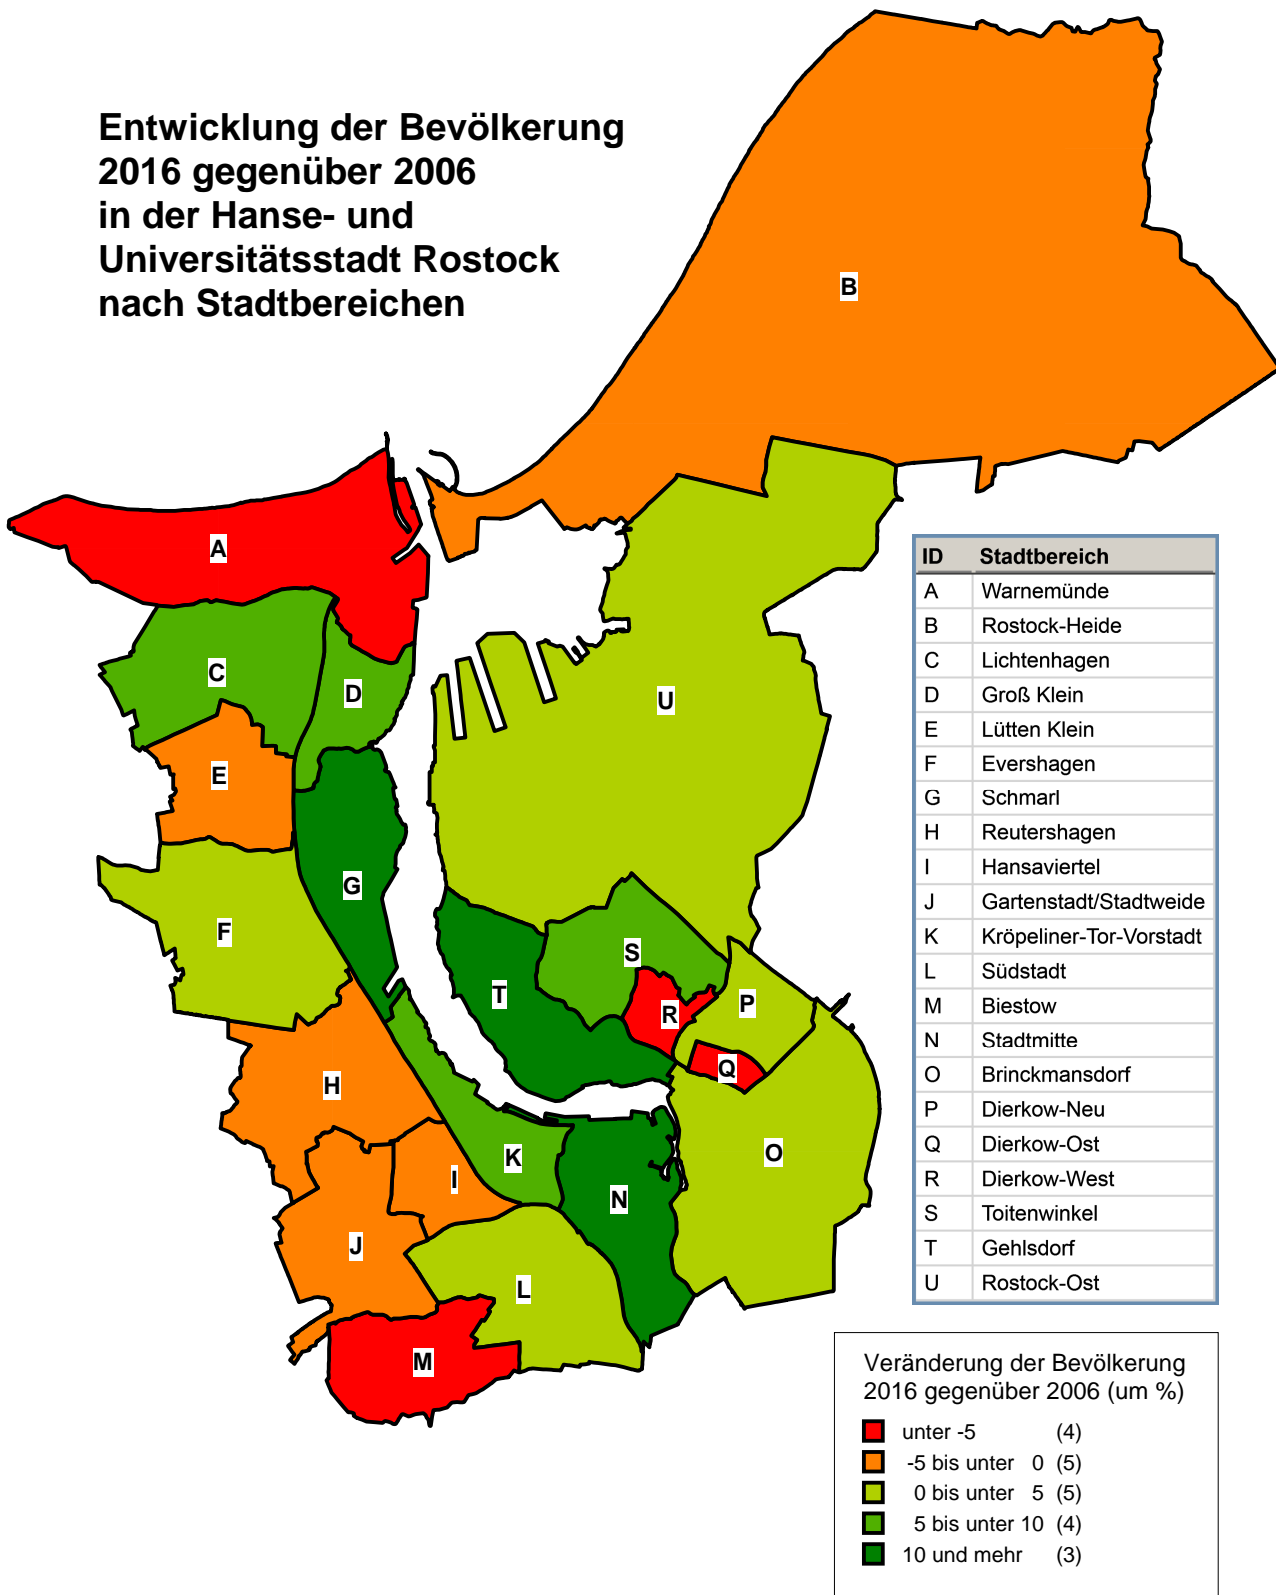 Entwicklung der Bevölkerung
2016 gegenüber 2006
in der Hanse- und
Universitätsstadt Rostock
nach Stadtbereichen
B
A
C
D
U
E
G
F
S
T
R
P
Q
H
K
O
I
N
J
L
M
ID Stadtbereich
A Warnemünde
B Rostock-Heide
C Lichtenhagen
D Groß Klein
E Lütten Klein
F Evershagen
G Schmarl
H Reutershagen
I Hansaviertel
J Gartenstadt/Stadtweide
K Kröpeliner-Tor-Vorstadt
L Südstadt
M Biestow
N Stadtmitte
O Brinckmansdorf
P Dierkow-Neu
Q Dierkow-Ost
R Dierkow-West
S Toitenwinkel
T Gehlsdorf
U Rostock-Ost
Veränderung der Bevölkerung
2016 gegenüber 2006 (um %)
unter -5 (4)
-5 bis unter 0 (5)
0 bis unter 5 (5)
5 bis unter 10 (4)
10 und mehr (3)